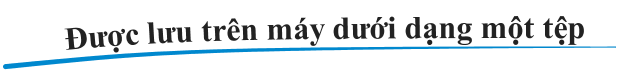 Được lưu trên máy dưới dạng một tệp